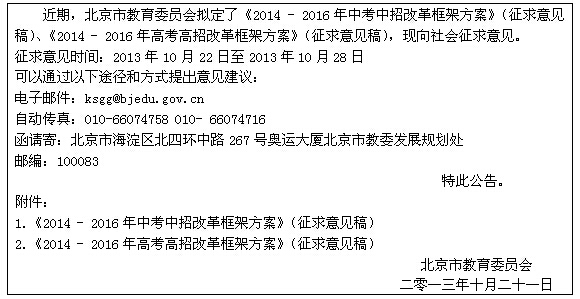 近期，北京市教育委员会拟定了《2014 - 2016 年中考中招改革框架方案》（征求意见
稿）、《2014 - 2016 年高考高招改革框架方案》（征求意见稿），现向社会征求意见。
征求意见时间：2013 年 10 月 22 日至 2013 年 10 月 28 日
可以通过以下途径和方式提出意见建议：
电子邮件：ksgg@bjedu.gov.cn
自动传真：010-66074758 010- 66074716
函请寄：北京市海淀区北四环中路 267 号奥运大厦北京市教委发展规划处
邮编：100083
特此公告。
附件：
1.《2014 - 2016 年中考中招改革框架方案》（征求意见稿）
2.《2014 - 2016 年高考高招改革框架方案》（征求意见稿）
北京市教育委员会
二零一三年十月二十一日